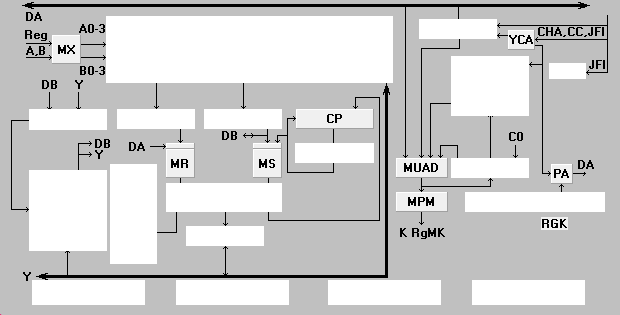 DA
Reg
A,B
MX
A0-3
B0-3
YCA
CHA,CC,JFI
JFI
DB Y
DB
Y
DA
MR
DB
MS
CP
C0
MUAD
PA
DA
MPM
K RgMK
RGK
Y